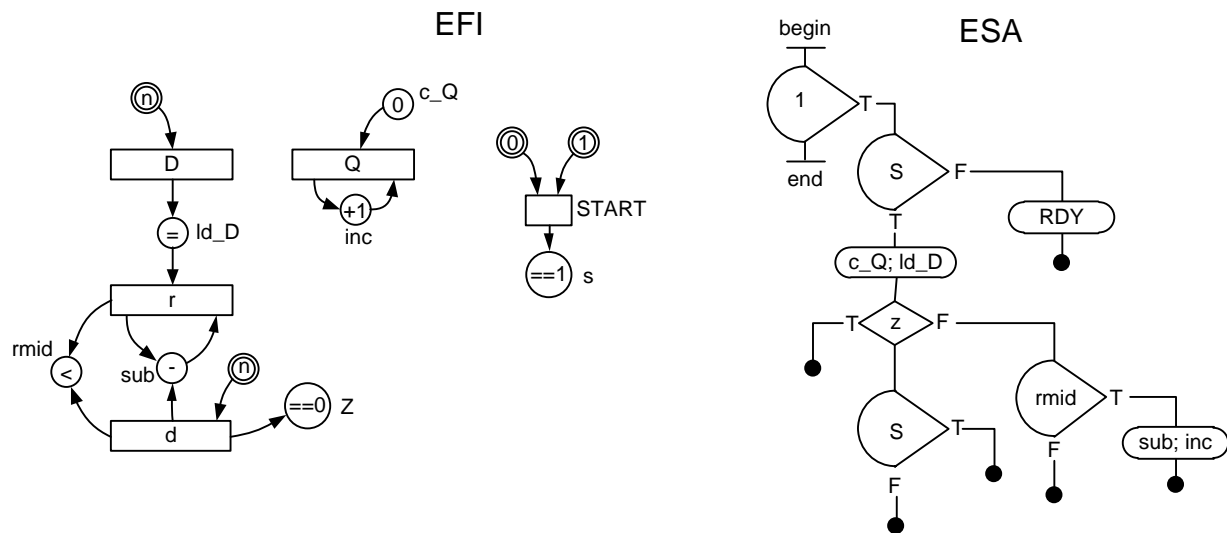 EFI
n
D
=
ld_D
r
rmid
<
sub
-
n
d
==0
Z
0
c_Q
Q
+1
inc
0
1
START
==1
s
ESA
begin
1
T
end
S
F
T
RDY
c_Q; ld_D
T
z
F
S
T
F
rmid
T
F
sub; inc